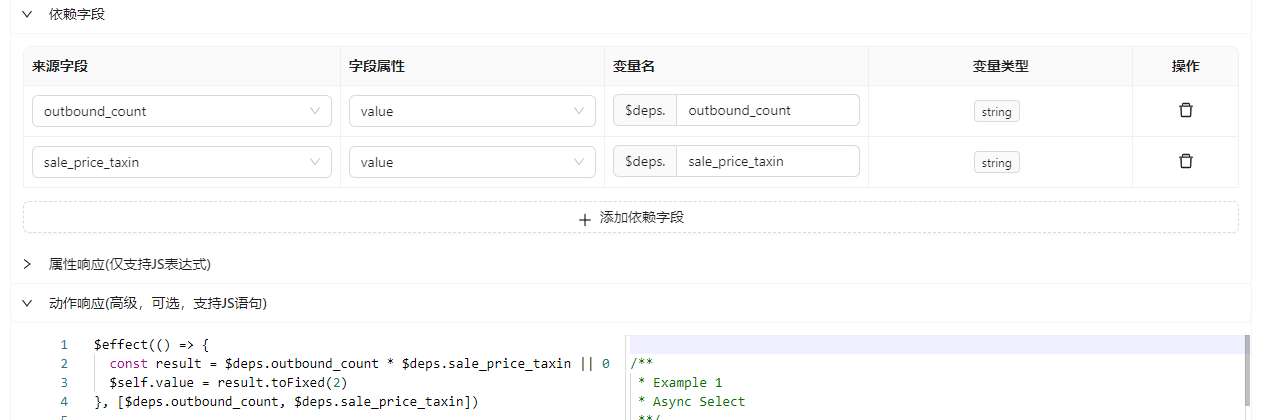 依赖字段
来源字段 字段属性 变量名 变量类型 操作
outbound_count value $deps. outbound_count string
sale_price_taxin value $deps. sale_price_taxin string
+ 添加依赖字段
属性响应(仅支持JS表达式)
动作响应(高级，可选，支持JS语句)
1 $effect(() => {
2 const result = $deps.outbound_count * $deps.sale_price_taxin || 0
3 $self.value = result.toFixed(2)
4 }, [$deps.outbound_count, $deps.sale_price_taxin])
/**
* Example 1
* Async Select